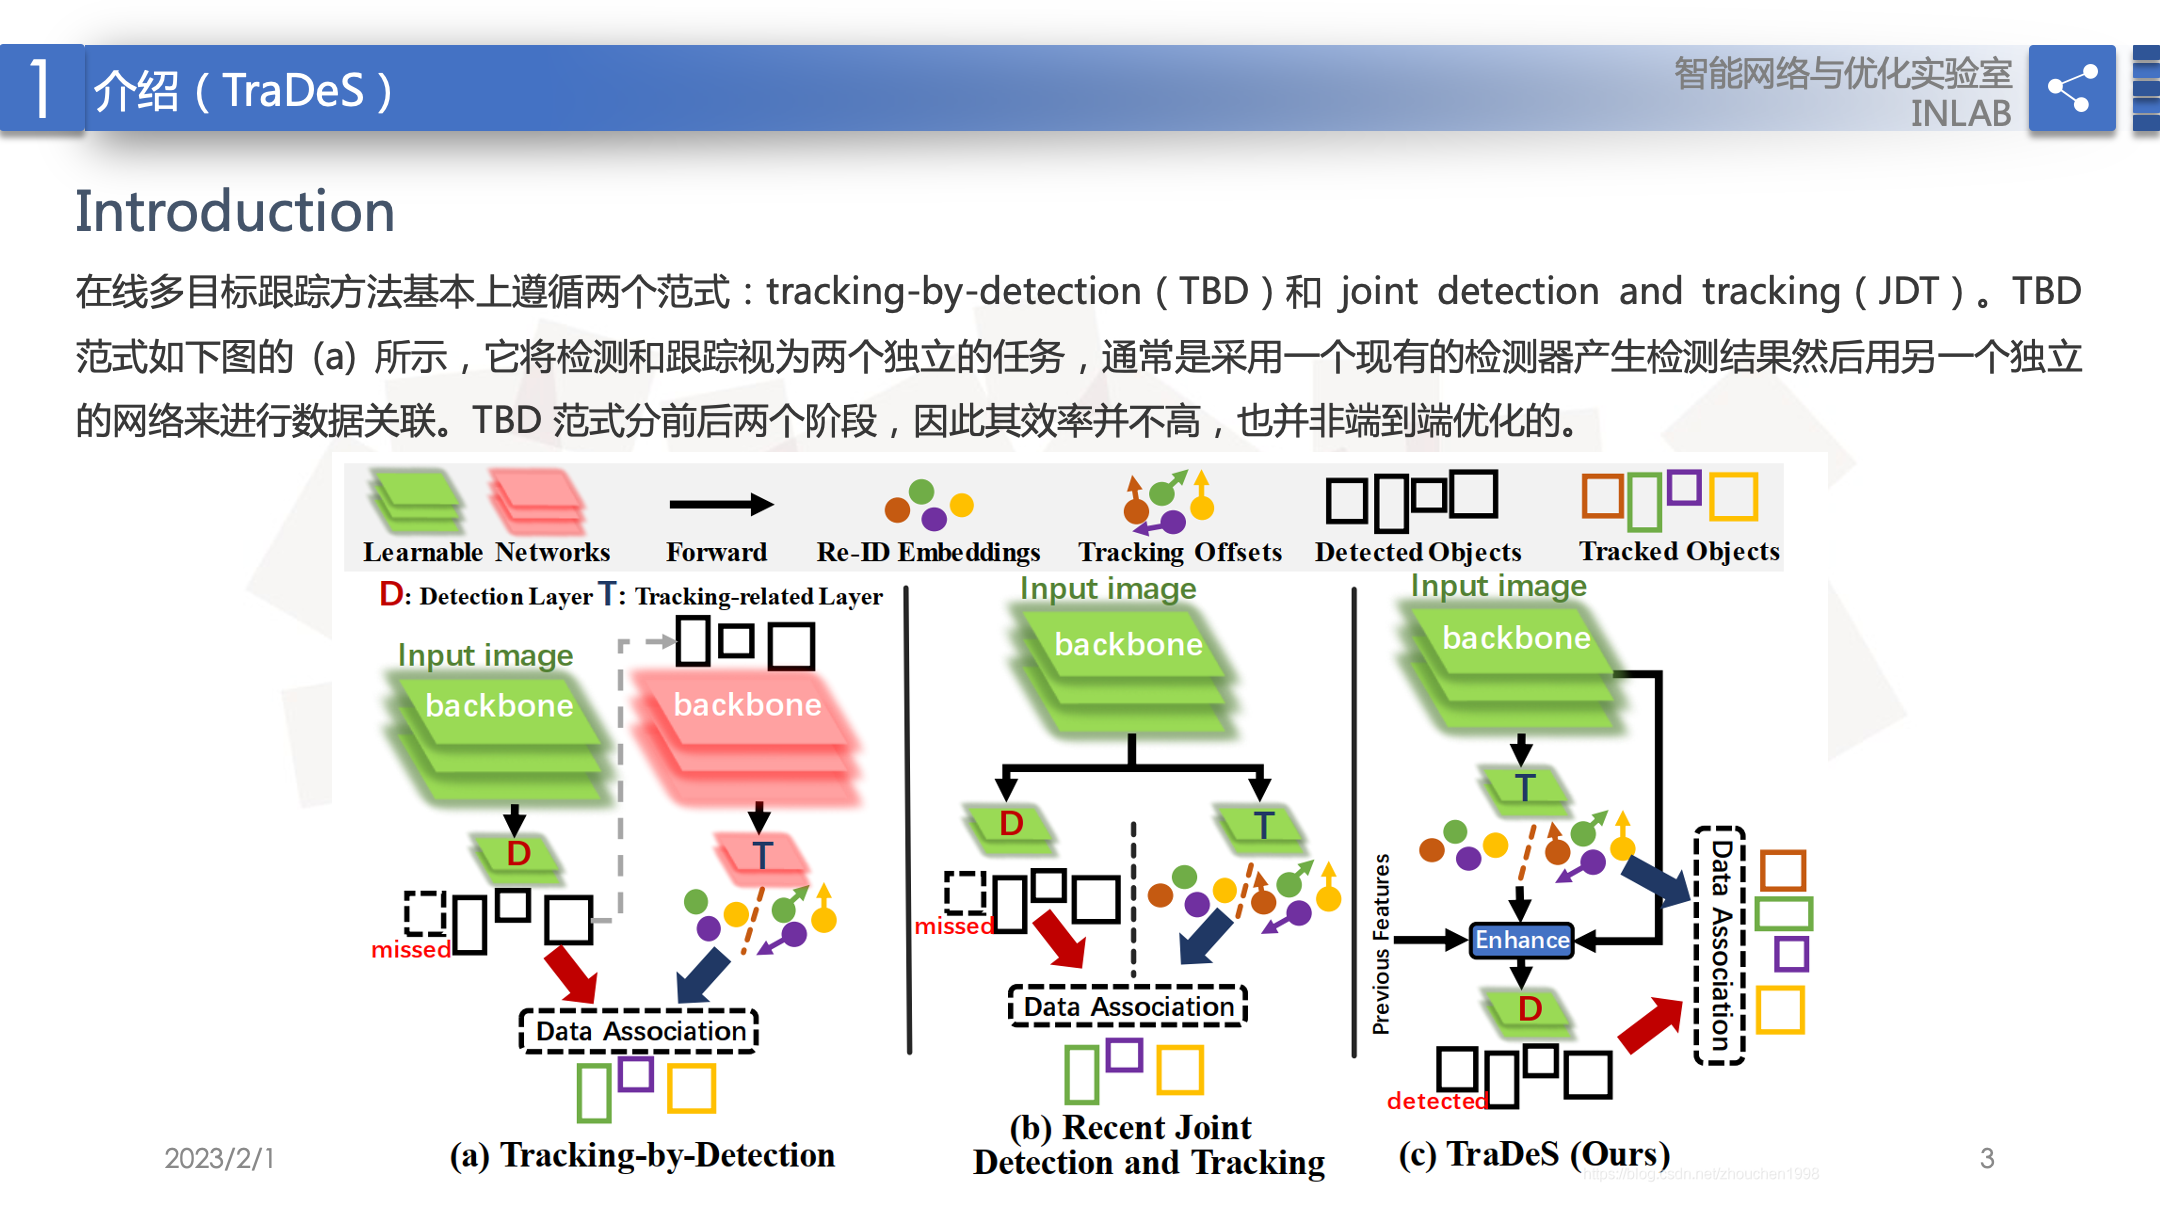 1 介绍（TraDeS）
智能网络与优化实验室
INLAB
Introduction
在线多目标跟踪方法基本上遵循两个范式：tracking-by-detection（TBD）和 joint detection and tracking（JDT）。TBD
范式如下图的 (a) 所示，它将检测和跟踪视为两个独立的任务，通常是采用一个现有的检测器产生检测结果然后用另一个独立
的网络来进行数据关联。TBD 范式分前后两个阶段，因此其效率并不高，也并非端到端优化的。
Learnable Networks
Forward
Re-ID Embeddings
Tracking Offsets
Detected Objects
Tracked Objects
D: Detection Layer T: Tracking-related Layer
Input image
backbone
backbone
D
T
missed
Data Association
(a) Tracking-by-Detection
Input image
backbone
D
T
missed
Data Association
(b) Recent Joint
Detection and Tracking
Input image
backbone
T
Previous Features
Enhance
D
detected
Data Association
(c) TraDeS (Ours)
https://blog.csdn.net/zhouchen1998
2023/2/1
3